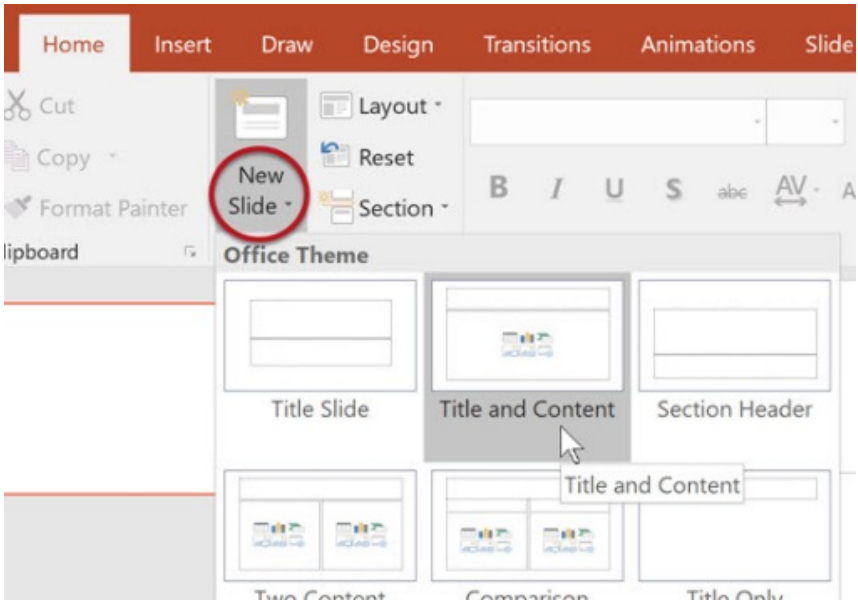 Home Insert Draw Design Transitions Animations Slide
Cut
Copy
Format Painter
lipboard
New
Slide
Layout
Reset
Section
B I U S abc AV A
Office Theme
Title Slide Title and Content Section Header
Title and Content
Two Content Comparison Title Only